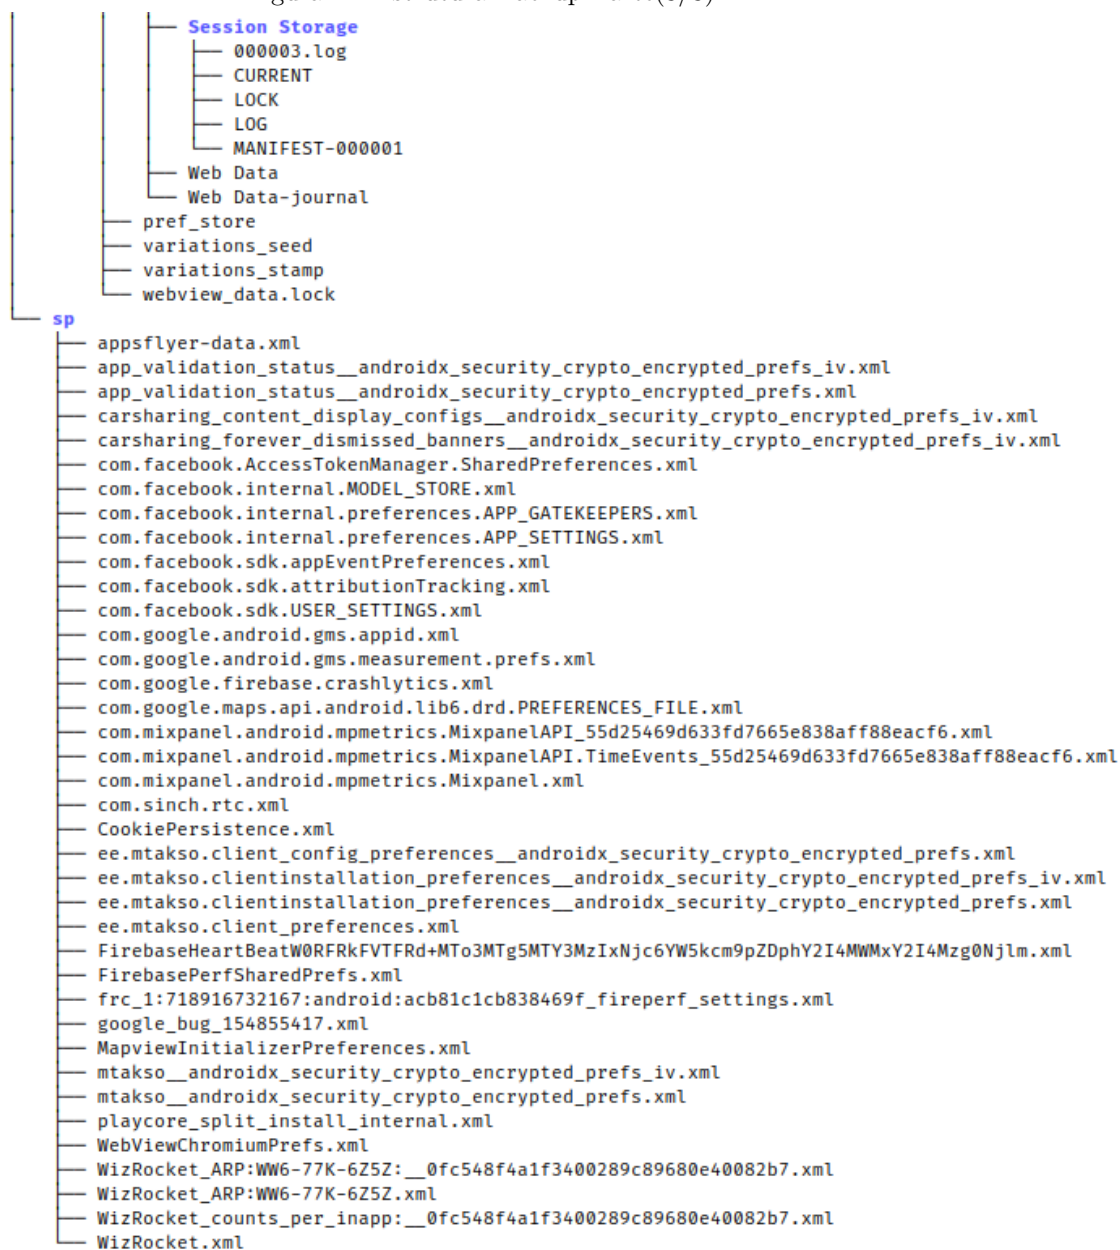 Session Storage
000003.log
CURRENT
LOCK
LOG
MANIFEST-000001
Web Data
Web Data-journal
pref_store
variations_seed
variations_stamp
webview_data.lock
sp
appsflyer-data.xml
app_validation_status__androidx_security_crypto_encrypted_prefs_iv.xml
app_validation_status__androidx_security_crypto_encrypted_prefs.xml
carsharing_content_display_configs__androidx_security_crypto_encrypted_prefs_iv.xml
carsharing_forever_dismissed_banners__androidx_security_crypto_encrypted_prefs_iv.xml
com.facebook.AccessTokenManager.SharedPreferences.xml
com.facebook.internal.MODEL_STORE.xml
com.facebook.internal.preferences.APP_GATEKEEPERS.xml
com.facebook.internal.preferences.APP_SETTINGS.xml
com.facebook.sdk.appEventPreferences.xml
com.facebook.sdk.attributionTracking.xml
com.facebook.sdk.USER_SETTINGS.xml
com.google.android.gms.appid.xml
com.google.android.gms.measurement.prefs.xml
com.google.firebase.crashlytics.xml
com.google.maps.api.android.lib6.drd.PREFERENCES_FILE.xml
com.mixpanel.android.mpmetrics.MixpanelAPI_55d25469d633fd7665e838aff88eacf6.xml
com.mixpanel.android.mpmetrics.MixpanelAPI.TimeEvents_55d25469d633fd7665e838aff88eacf6.xml
com.mixpanel.android.mpmetrics.Mixpanel.xml
com.sinch.rtc.xml
CookiePersistence.xml
ee.mtakso.client_config_preferences__androidx_security_crypto_encrypted_prefs.xml
ee.mtakso.clientinstallation_preferences__androidx_security_crypto_encrypted_prefs_iv.xml
ee.mtakso.clientinstallation_preferences__androidx_security_crypto_encrypted_prefs.xml
ee.mtakso.client_preferences.xml
FirebaseHeartBeatW0RFRkFVTFRd+MTo3MTg5MTY3MzIxNjc6YW5kcm9pZDphY2I4MWMxY2I4Mzg0Njlm.xml
FirebasePerfSharedPrefs.xml
frc_1:718916732167:android:acb81c1cb838469f_fireperf_settings.xml
google_bug_154855417.xml
MapviewInitializerPreferences.xml
mtakso__androidx_security_crypto_encrypted_prefs_iv.xml
mtakso__androidx_security_crypto_encrypted_prefs.xml
playcore_split_install_internal.xml
WebViewChromiumPrefs.xml
WizRocket_ARP:WW6-77K-6Z5Z:__0fc548f4a1f3400289c89680e40082b7.xml
WizRocket_ARP:WW6-77K-6Z5Z.xml
WizRocket_counts_per_inapp:__0fc548f4a1f3400289c89680e40082b7.xml
WizRocket.xml